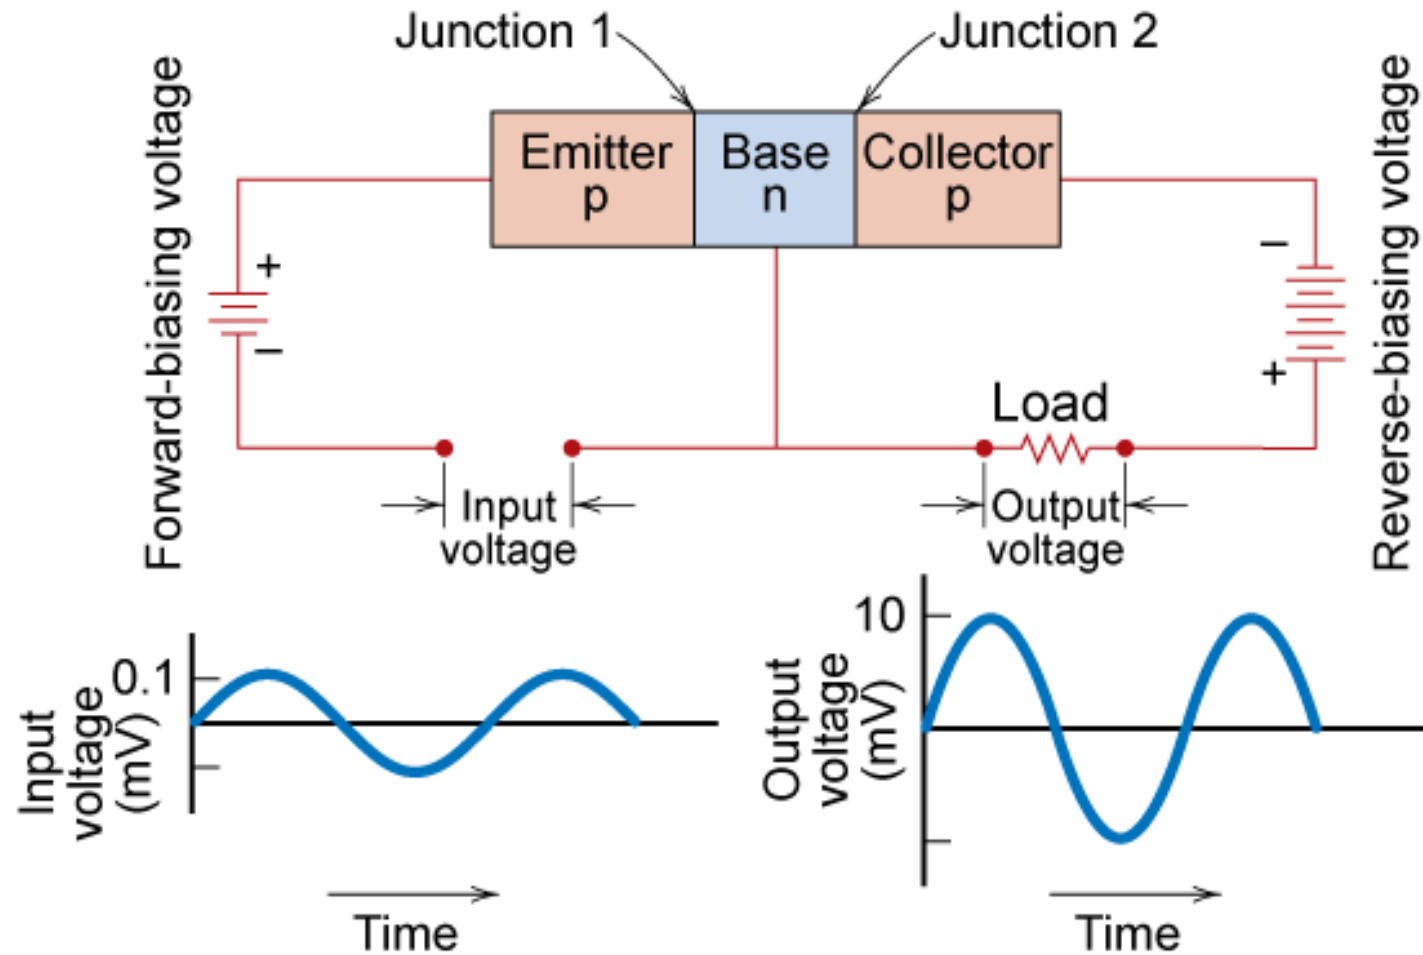 Junction 1
Junction 2
Forward-biasing voltage
Emitter
p
Base
n
Collector
p
Reverse-biasing voltage
+
–
–
+
Load
Input
voltage
Output
voltage
Input
voltage
(mV)
0.1
Time
Output
voltage
(mV)
10
Time